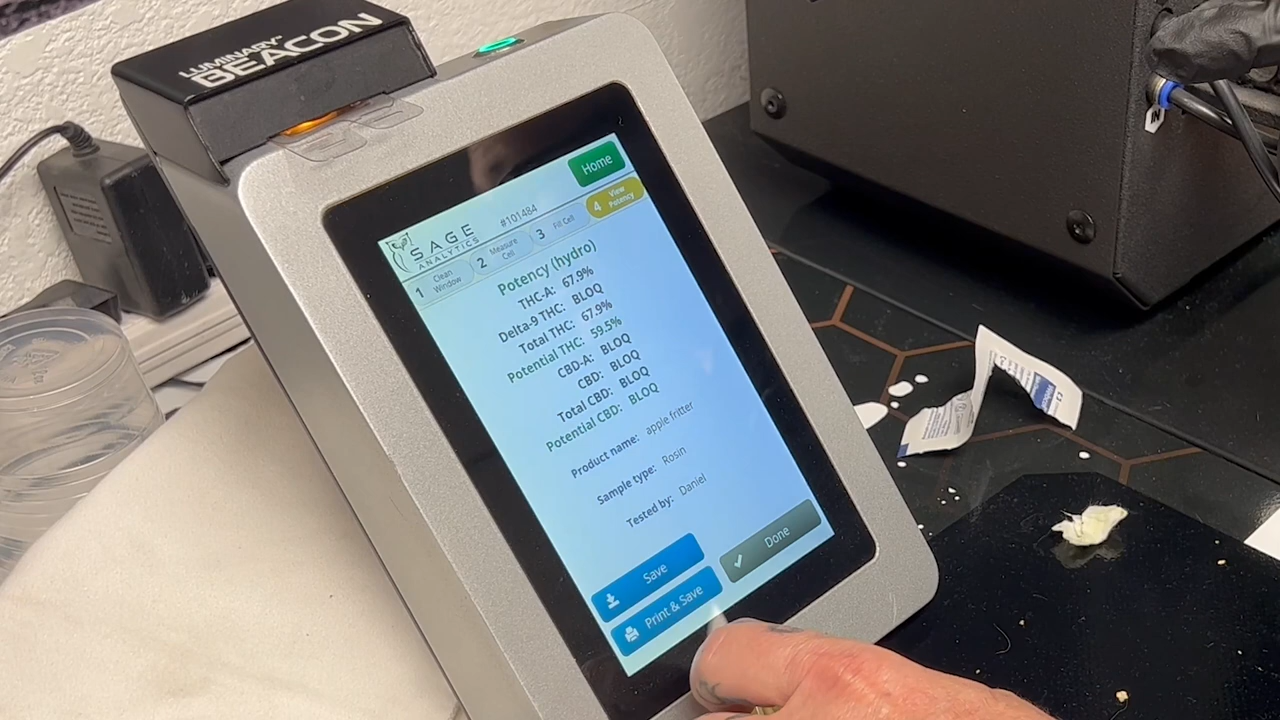 LUMINARY™
BEACON
Home
SAGE
ANALYTICS
#101484
1 Clean Window
2 Measure Cell
3 Fill Cell
4 View Potency
Potency (hydro)
THC-A: 67.9%
Delta-9 THC: BLOQ
Total THC: 67.9%
Potential THC: 59.5%
CBD-A: BLOQ
CBD: BLOQ
Total CBD: BLOQ
Potential CBD: BLOQ
Product name: apple fritter
Sample type: Rosin
Tested by: Daniel
Save
Done
Print & Save
IN